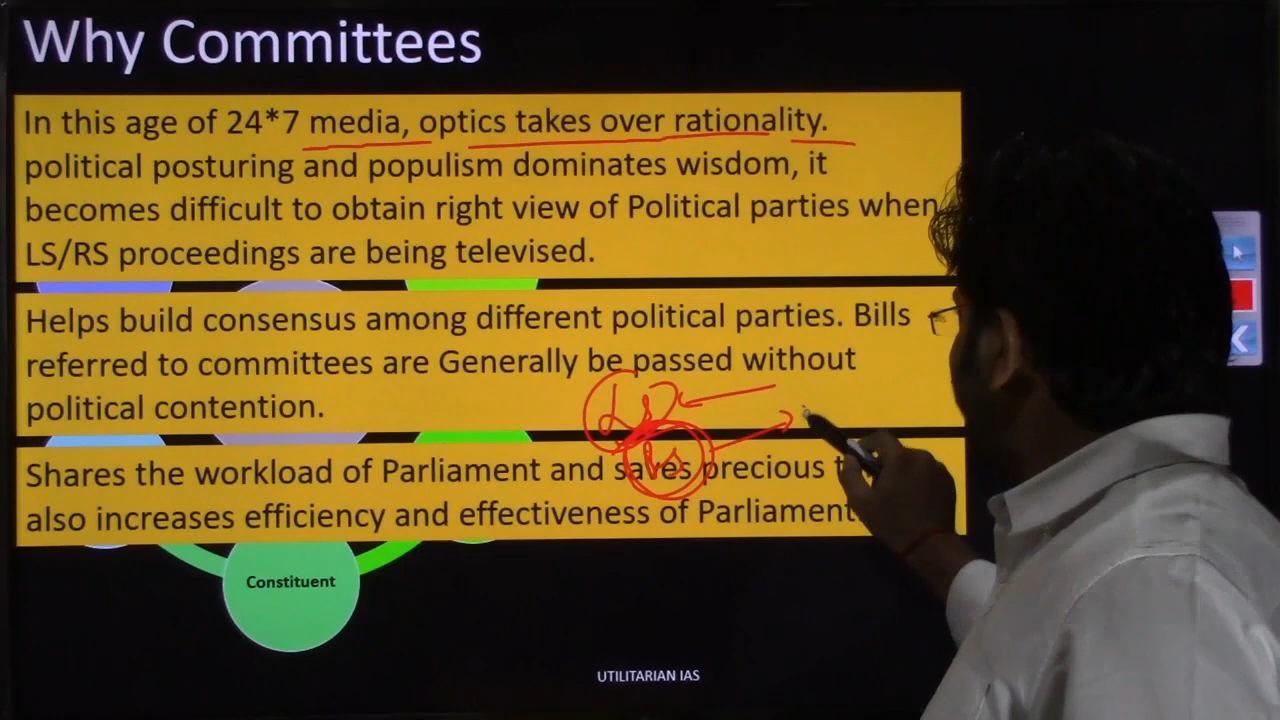 Why Committees
In this age of 24*7 media, optics takes over rationality.
political posturing and populism dominates wisdom, it
becomes difficult to obtain right view of Political parties when
LS/RS proceedings are being televised.
Helps build consensus among different political parties. Bills
referred to committees are Generally be passed without
political contention.
LS
RS
Shares the workload of Parliament and saves precious
also increases efficiency and effectiveness of Parliament.
Constituent
UTILITARIAN IAS